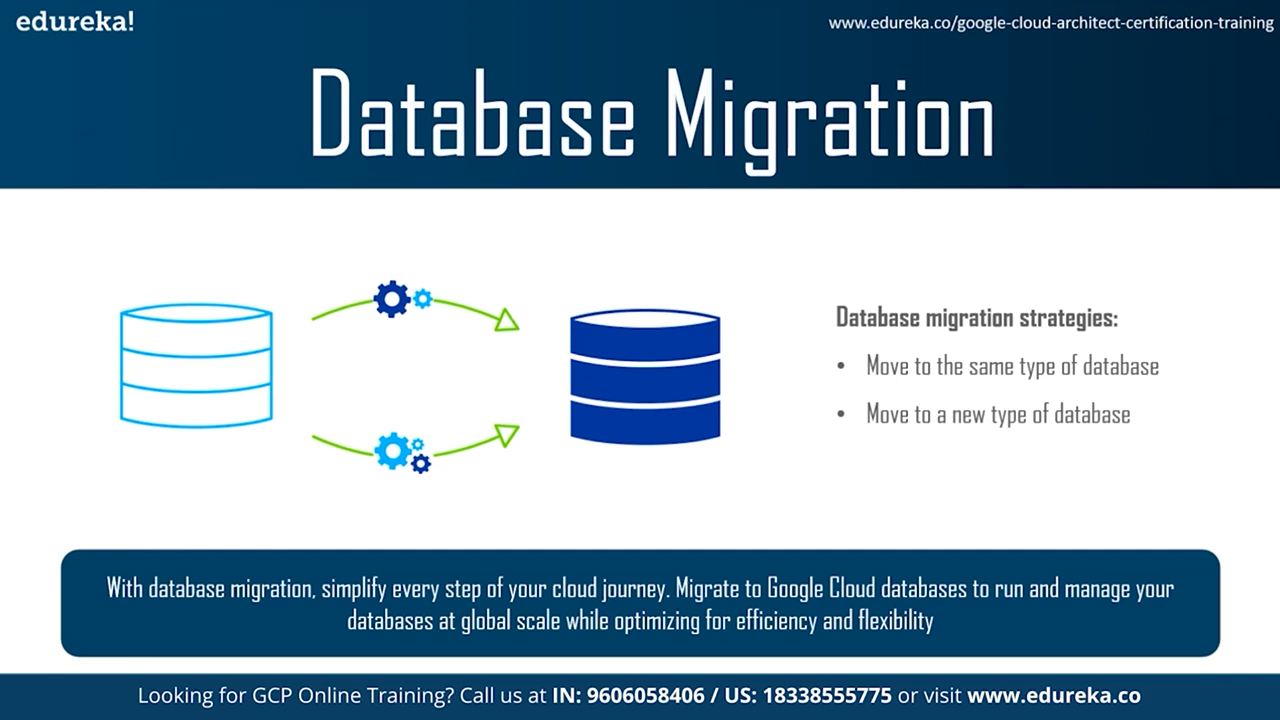 edureka!
www.edureka.co/google-cloud-architect-certification-training
Database Migration
Database migration strategies:
• Move to the same type of database
• Move to a new type of database
With database migration, simplify every step of your cloud journey. Migrate to Google Cloud databases to run and manage your
databases at global scale while optimizing for efficiency and flexibility
Looking for GCP Online Training? Call us at IN: 9606058406 / US: 18338555775 or visit www.edureka.co